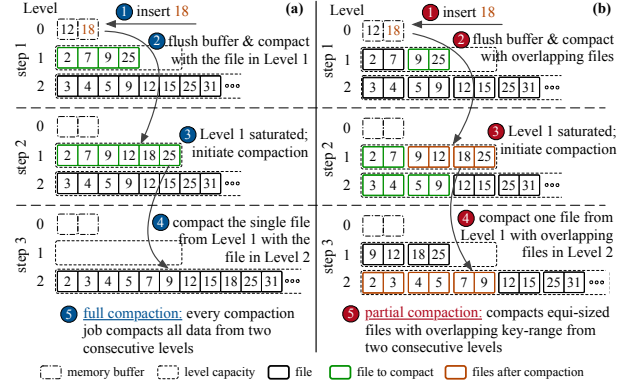 Level
(a)
1 insert 18
step 1
0 12 18
2 flush buffer & compact
with the file in Level 1
1 2 7 9 25
2 3 4 5 9 12 15 25 31 ooo
step 2
0
3 Level 1 saturated;
initiate compaction
1 2 7 9 12 18 25
2 3 4 5 9 12 15 25 31 ooo
step 3
0
4 compact the single file
from Level 1 with the
file in Level 2
1
2 2 3 4 5 7 9 12 15 18 25 31 ooo
5 full compaction: every
compaction
job compacts all data from
two
consecutive levels
Level
(b)
1 insert 18
step 1
0 12 18
2 flush buffer & compact
with overlapping files
1 2 7 9 25
2 3 4 5 9 12 15 25 31 ooo
step 2
0
3 Level 1 saturated;
initiate compaction
1 2 7 9 12 18 25
2 3 4 5 9 12 15 25 31 ooo
step 3
0
4 compact one file from
Level 1 with overlapping
files in Level 2
1 9 12 18 25
2 2 3 4 5 7 9 12 15 25 31 ooo
5 partial compaction: compacts equi-sized
files with overlapping key-range from
two consecutive levels
memory buffer level capacity file file to compact files after compaction